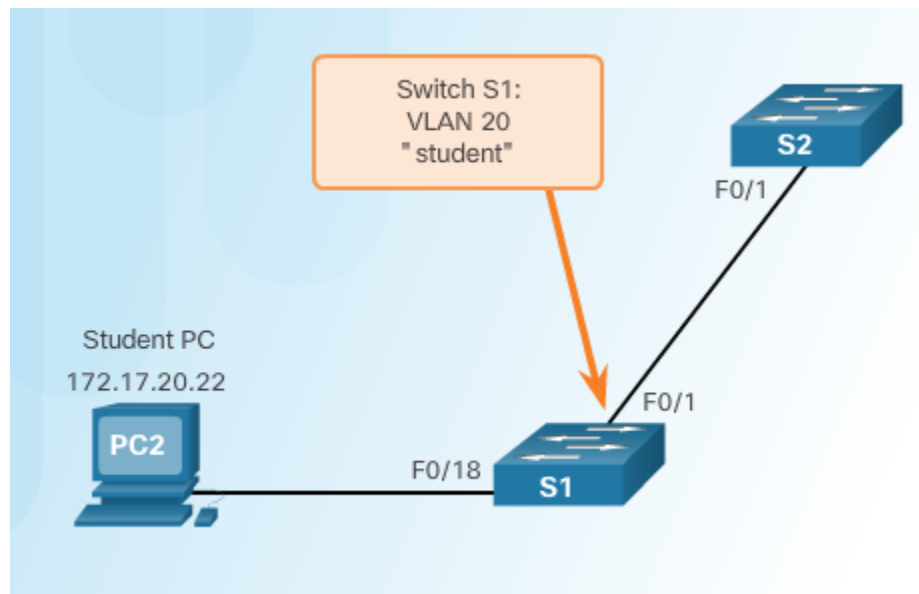 Switch S1:
VLAN 20
"student"
S2
F0/1
Student PC
172.17.20.22
F0/1
PC2
F0/18
S1